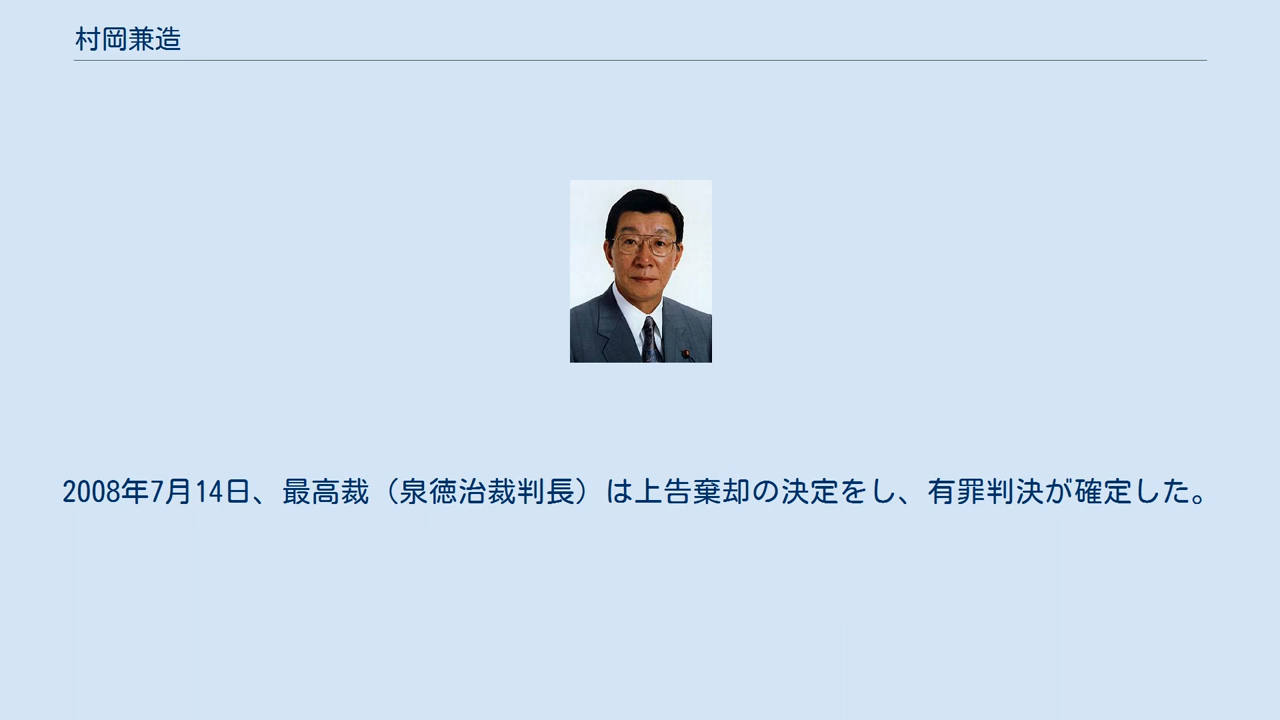 村岡兼造
2008年7月14日、最高裁（泉徳治裁判長）は上告棄却の決定をし、有罪判決が確定した。